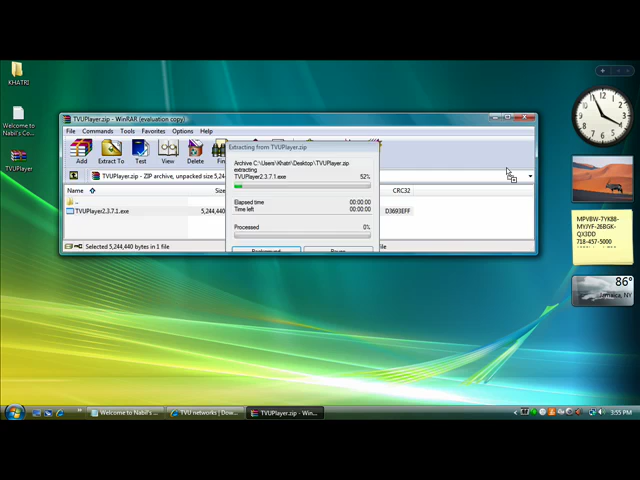 KHATRI
Welcome to
Nabil's Co...
TVUPlayer
TVUPlayer.zip - WinRAR (evaluation copy)
File Commands Tools Favorites Options Help
Add Extract To Test View Delete
TVUPlayer.zip - ZIP archive, unpacked size 5,24
Name CRC32
..
TVUPlayer2.3.7.1.exe 5,244,440 D3693EFF
Selected 5,244,440 bytes in 1 file
Extracting from TVUPlayer.zip
Archive C:\Users\Khatri\Desktop\TVUPlayer.zip
extracting
TVUPlayer2.3.7.1.exe 52%
Elapsed time 00:00:00
Time left 00:00:00
Processed 0%
MPVBW-7YK8B-
MYJYF-26BGK-
QX3DD
718-457-5000
86°
Jamaica, NY
Welcome to Nabil's ...
TVU networks | Dow...
TVUPlayer.zip - Win...
3:55 PM